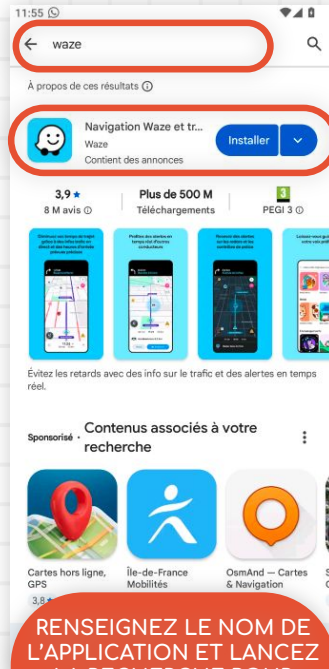 11:55
waze
À propos de ces résultats
Navigation Waze et tr...
Waze
Contient des annonces
Installer
3,9 ★
8 M avis
Plus de 500 M
Téléchargements
3
PEGI 3
Évitez les retards avec des info sur le trafic et des alertes en temps
réel.
Sponsorisé · Contenus associés à votre
recherche
Cartes hors ligne,
GPS
Île-de-France
Mobilités
OsmAnd — Cartes
& Navigation
3,8
RENSEIGNEZ LE NOM DE
L'APPLICATION ET LANCEZ